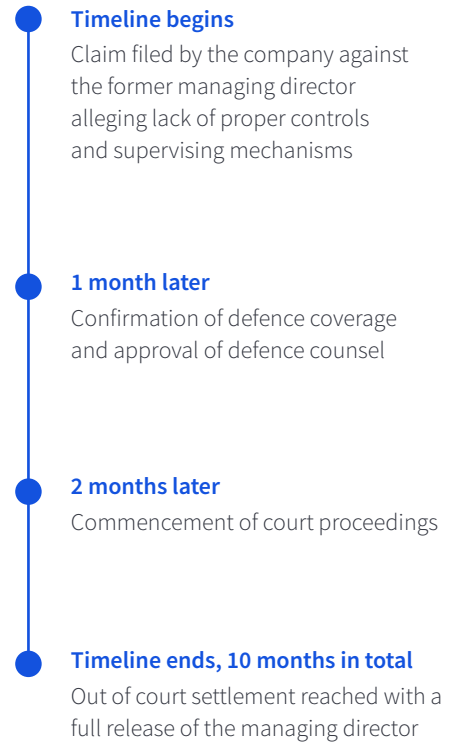 Timeline begins
Claim filed by the company against
the former managing director
alleging lack of proper controls
and supervising mechanisms
1 month later
Confirmation of defence coverage
and approval of defence counsel
2 months later
Commencement of court proceedings
Timeline ends, 10 months in total
Out of court settlement reached with a
full release of the managing director